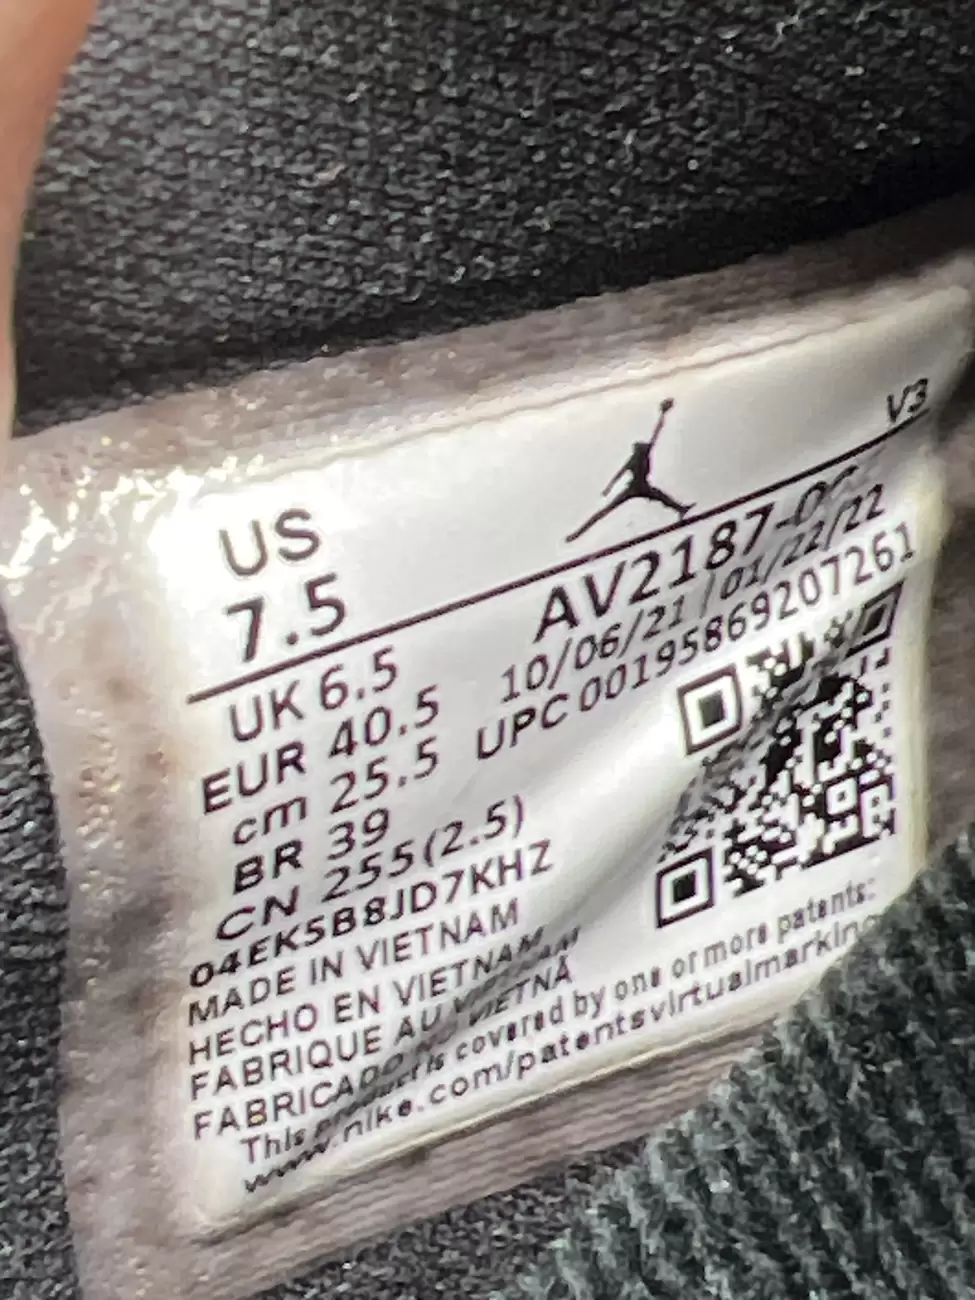 V3
US
7.5
AV2187-0
UK 6.5
10/06/21 | 01/22/22
EUR 40.5
UPC 00195869207261
cm 25.5
BR 39
CN 255(2.5)
04EK5B8JD7KHZ
MADE IN VIETNAM
HECHO EN VIETNAM
FABRIQUE AU VIETNAM
FABRICADO NO VIETNÃ
This product is covered by one or more patents:
www.nike.com/patentsvirtualmarking